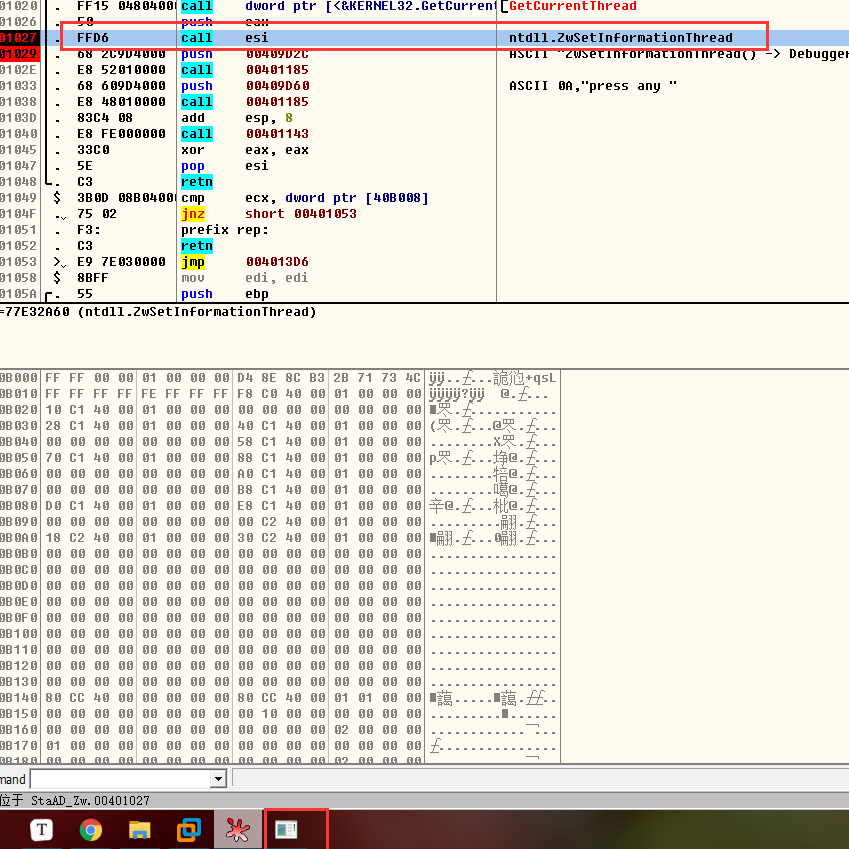 01020 . FF15 04804000 call dword ptr [<&KERNEL32.GetCurrent GetCurrentThread
01026 . 50 push eax
01027 . FFD6 call esi ntdll.ZwSetInformationThread
01029 . 68 2C9D4000 push 00409D2C ASCII "ZwSetInformationThread() -> Debugger
0102E . E8 52010000 call 00401185
01033 . 68 609D4000 push 00409D60 ASCII 0A,"press any "
01038 . E8 48010000 call 00401185
0103D . 83C4 08 add esp, 8
01040 . E8 FE000000 call 00401143
01045 . 33C0 xor eax, eax
01047 . 5E pop esi
01048 . C3 retn
01049 $ 3B0D 08B0400 cmp ecx, dword ptr [40B008]
0104F . 75 02 jnz short 00401053
01051 . F3: prefix rep:
01052 . C3 retn
01053 > E9 7E030000 jmp 004013D6
01058 $ 8BFF mov edi, edi
0105A . 55 push ebp
=77E32A60 (ntdll.ZwSetInformationThread)
0B000 FF FF 00 00 01 00 00 00 D4 8E 8C B3 2B 71 73 4C
0B010 FF FF FF FF FE FF FF FF F8 C0 40 00 01 00 00 00
0B020 10 C1 40 00 01 00 00 00 00 00 00 00 00 00 00 00
0B030 28 C1 40 00 01 00 00 00 40 C1 40 00 01 00 00 00
0B040 00 00 00 00 00 00 00 00 58 C1 40 00 01 00 00 00
0B050 70 C1 40 00 01 00 00 00 88 C1 40 00 01 00 00 00
0B060 00 00 00 00 00 00 00 00 A0 C1 40 00 01 00 00 00
0B070 00 00 00 00 00 00 00 00 B8 C1 40 00 01 00 00 00
0B080 D0 C1 40 00 01 00 00 00 E8 C1 40 00 01 00 00 00
0B090 00 00 00 00 00 00 00 00 00 C2 40 00 01 00 00 00
0B0A0 18 C2 40 00 01 00 00 00 30 C2 40 00 01 00 00 00
0B0B0 00 00 00 00 00 00 00 00 00 00 00 00 00 00 00 00
0B0C0 00 00 00 00 00 00 00 00 00 00 00 00 00 00 00 00
0B0D0 00 00 00 00 00 00 00 00 00 00 00 00 00 00 00 00
0B0E0 00 00 00 00 00 00 00 00 00 00 00 00 00 00 00 00
0B0F0 00 00 00 00 00 00 00 00 00 00 00 00 00 00 00 00
0B100 00 00 00 00 00 00 00 00 00 00 00 00 00 00 00 00
0B110 00 00 00 00 00 00 00 00 00 00 00 00 00 00 00 00
0B120 00 00 00 00 00 00 00 00 00 00 00 00 00 00 00 00
0B130 00 00 00 00 00 00 00 00 00 00 00 00 00 00 00 00
0B140 80 CC 40 00 00 00 00 00 80 CC 40 00 01 01 00 00
0B150 00 00 00 00 00 00 00 00 00 10 00 00 00 00 00 00
0B160 00 00 00 00 00 00 00 00 00 00 00 00 02 00 00 00
0B170 01 00 00 00 00 00 00 00 00 00 00 00 00 00 00 00
0B180 00 00 00 00 00 00 00 00 00 00 00 00 02 00 00 00
mand
位于 StaAD_Zw.00401027
T